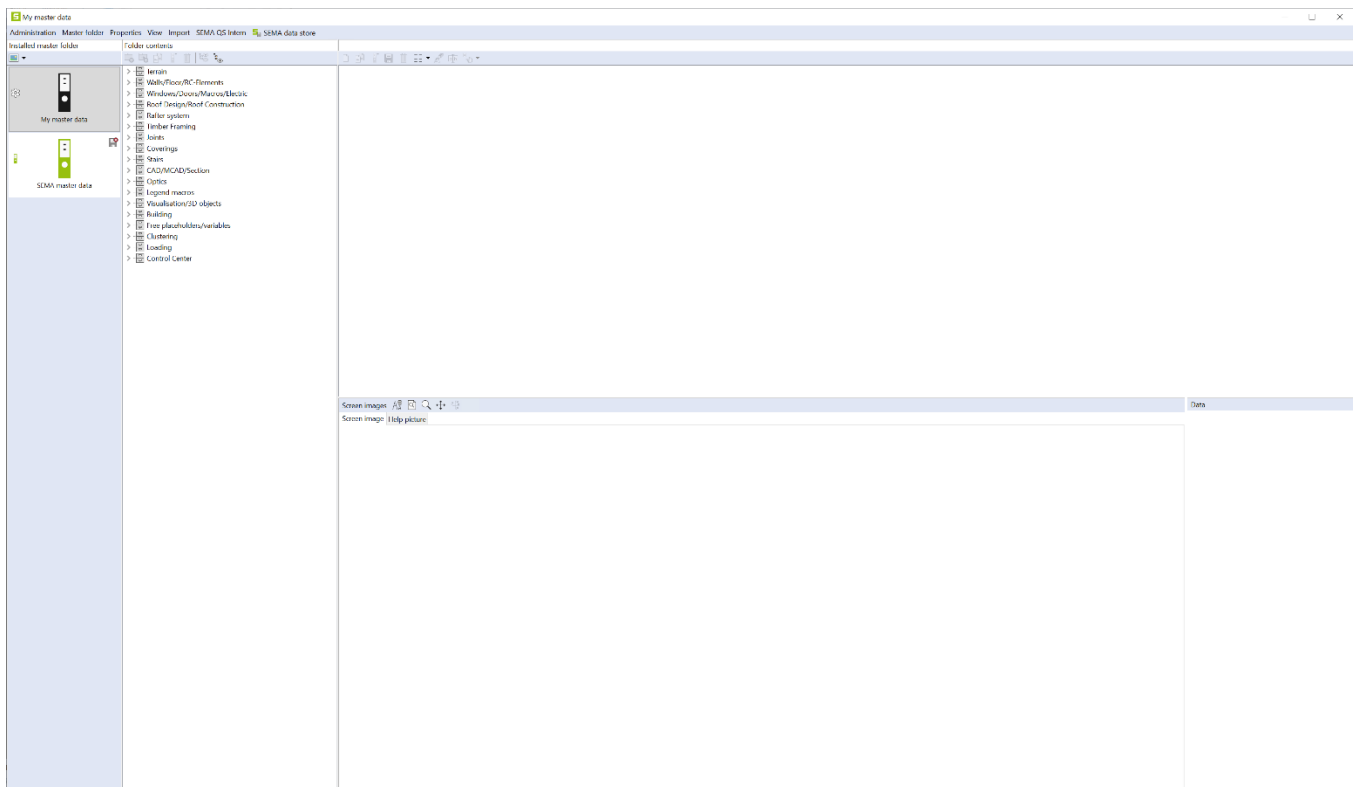 My master data
Administration Master folder Properties View Import SEMA QS Intern SEMA data store
Installed master folder
Folder contents
My master data
SEMA master data
Terrain
Walls/Floor/RC-Elements
Windows/Doors/Macros/Electric
Roof Design/Roof Construction
Rafter system
Timber Framing
Joints
Coverings
Stairs
CAD/MCAD/Section
Optics
Legend macros
Visualisation/3D objects
Building
Free placeholders/variables
Clustering
Loading
Control Center
Screen images
Data
Screen image Help picture